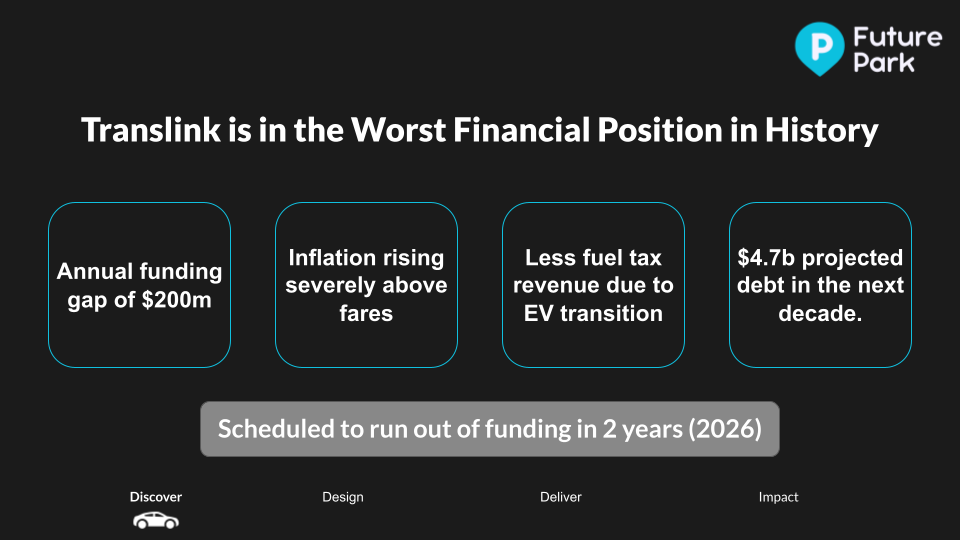 P Future
Park
Translink is in the Worst Financial Position in History
Annual funding
gap of $200m
Inflation rising
severely above
fares
Less fuel tax
revenue due to
EV transition
$4.7b projected
debt in the next
decade.
Scheduled to run out of funding in 2 years (2026)
Discover
Design
Deliver
Impact